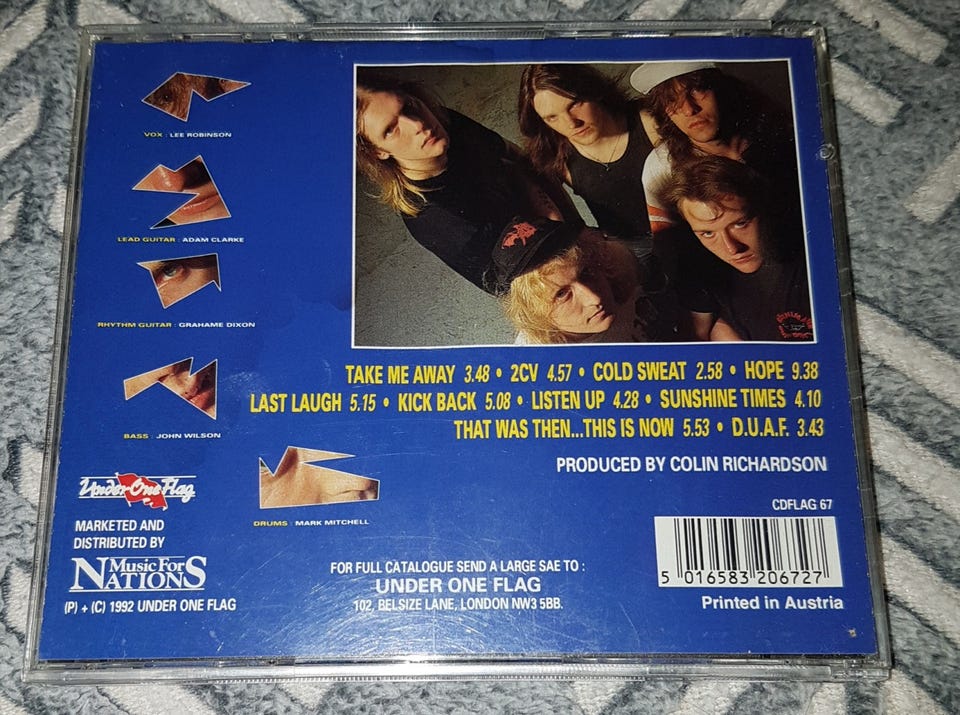 VOX : LEE ROBINSON
LEAD GUITAR : ADAM CLARKE
RHYTHM GUITAR : GRAHAME DIXON
BASS : JOHN WILSON
DRUMS : MARK MITCHELL
TAKE ME AWAY 3.48 • 2CV 4.57 • COLD SWEAT 2.58 • HOPE 9.38
LAST LAUGH 5.15 • KICK BACK 5.08 • LISTEN UP 4.28 • SUNSHINE TIMES 4.10
THAT WAS THEN...THIS IS NOW 5.53 • D.U.A.F. 3.43
PRODUCED BY COLIN RICHARDSON
Under One Flag
MARKETED AND
DISTRIBUTED BY
Music For
NATIONS
(P) + (C) 1992 UNDER ONE FLAG
FOR FULL CATALOGUE SEND A LARGE SAE TO :
UNDER ONE FLAG
102, BELSIZE LANE, LONDON NW3 5BB.
CDFLAG 67
5 016583 206727
Printed in Austria